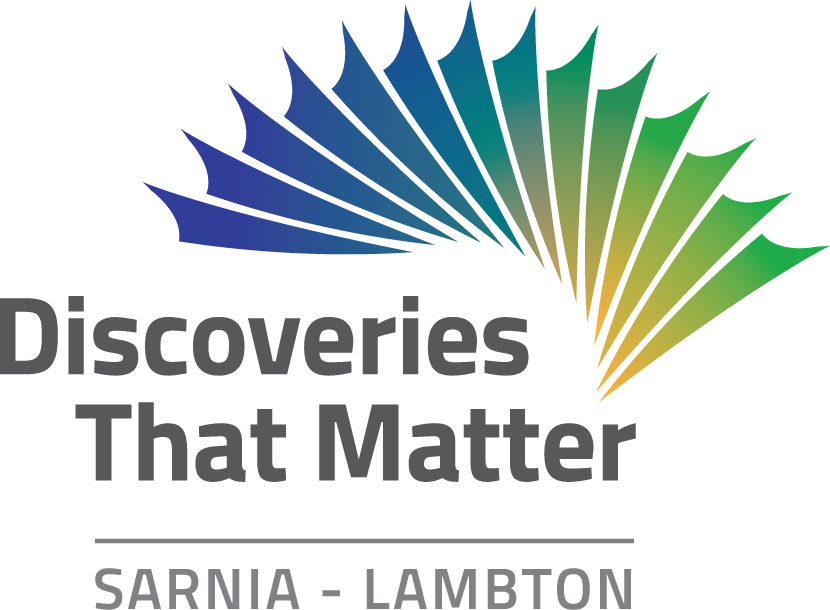 Discoveries
That Matter
SARNIA - LAMBTON